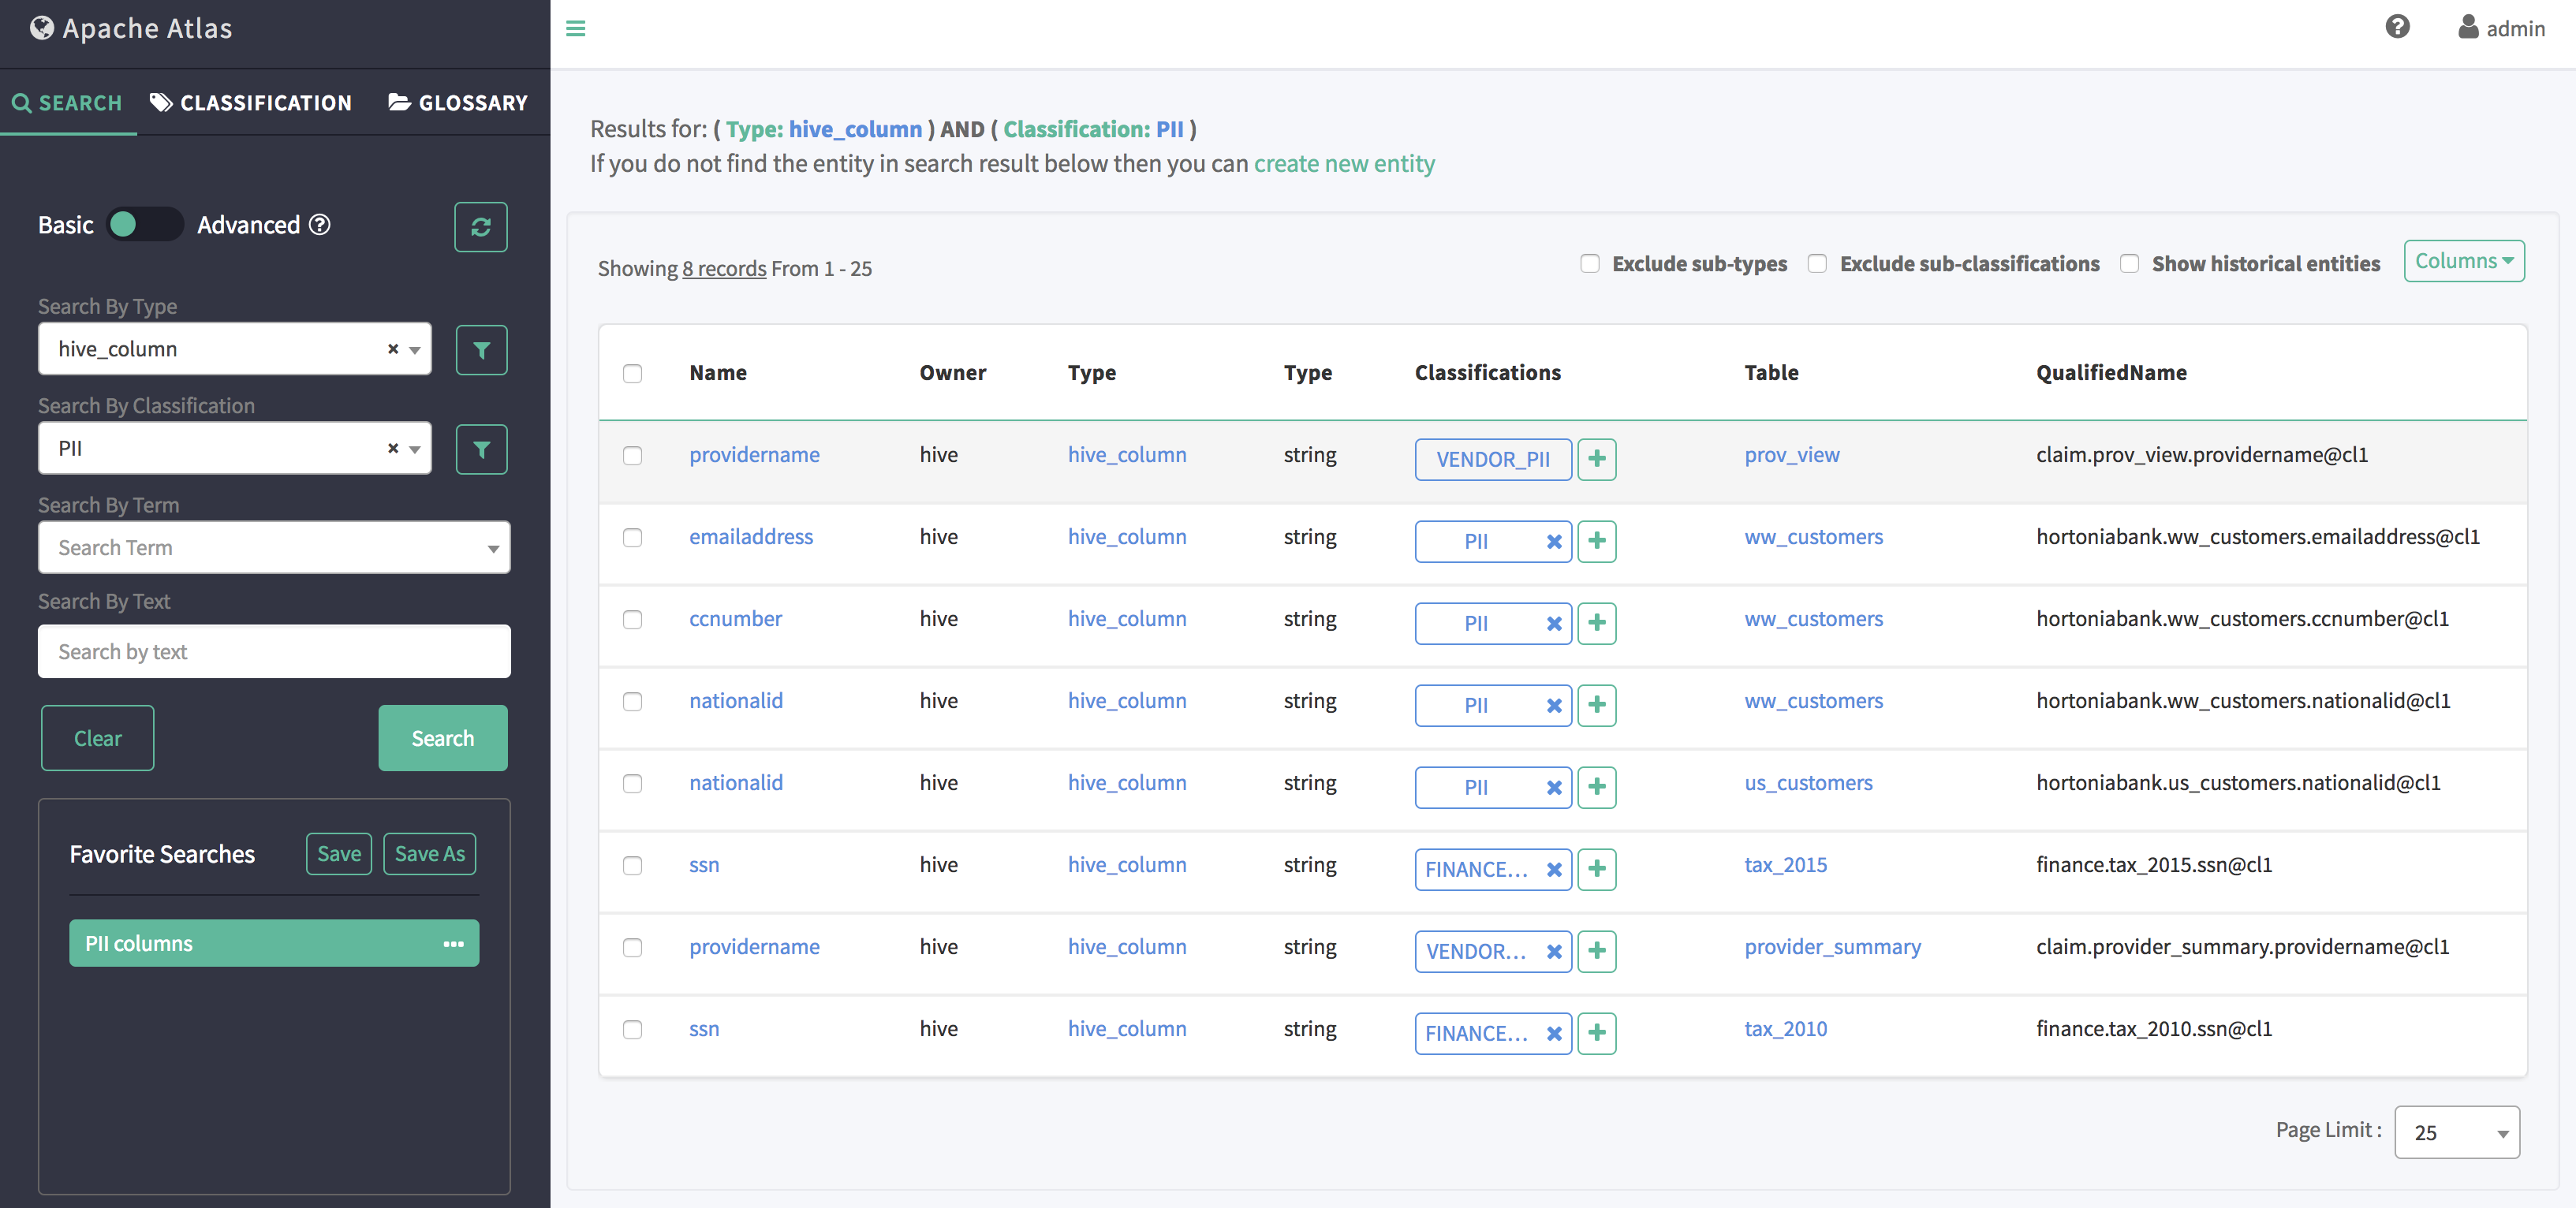 Apache Atlas
admin
SEARCH CLASSIFICATION GLOSSARY
Basic Advanced
Search By Type
hive_column
Search By Classification
PII
Search By Term
Search Term
Search By Text
Search by text
Clear Search
Favorite Searches Save Save As
PII columns
Results for: ( Type: hive_column ) AND ( Classification: PII )
If you do not find the entity in search result below then you can create new entity
Showing 8 records From 1 - 25
Exclude sub-types Exclude sub-classifications Show historical entities Columns
Name Owner Type Type Classifications Table QualifiedName
providername hive hive_column string VENDOR_PII prov_view claim.prov_view.providername@cl1
emailaddress hive hive_column string PII ww_customers hortoniabank.ww_customers.emailaddress@cl1
ccnumber hive hive_column string PII ww_customers hortoniabank.ww_customers.ccnumber@cl1
nationalid hive hive_column string PII ww_customers hortoniabank.ww_customers.nationalid@cl1
nationalid hive hive_column string PII us_customers hortoniabank.us_customers.nationalid@cl1
ssn hive hive_column string FINANCE... tax_2015 finance.tax_2015.ssn@cl1
providername hive hive_column string VENDOR... provider_summary claim.provider_summary.providername@cl1
ssn hive hive_column string FINANCE... tax_2010 finance.tax_2010.ssn@cl1
Page Limit : 25